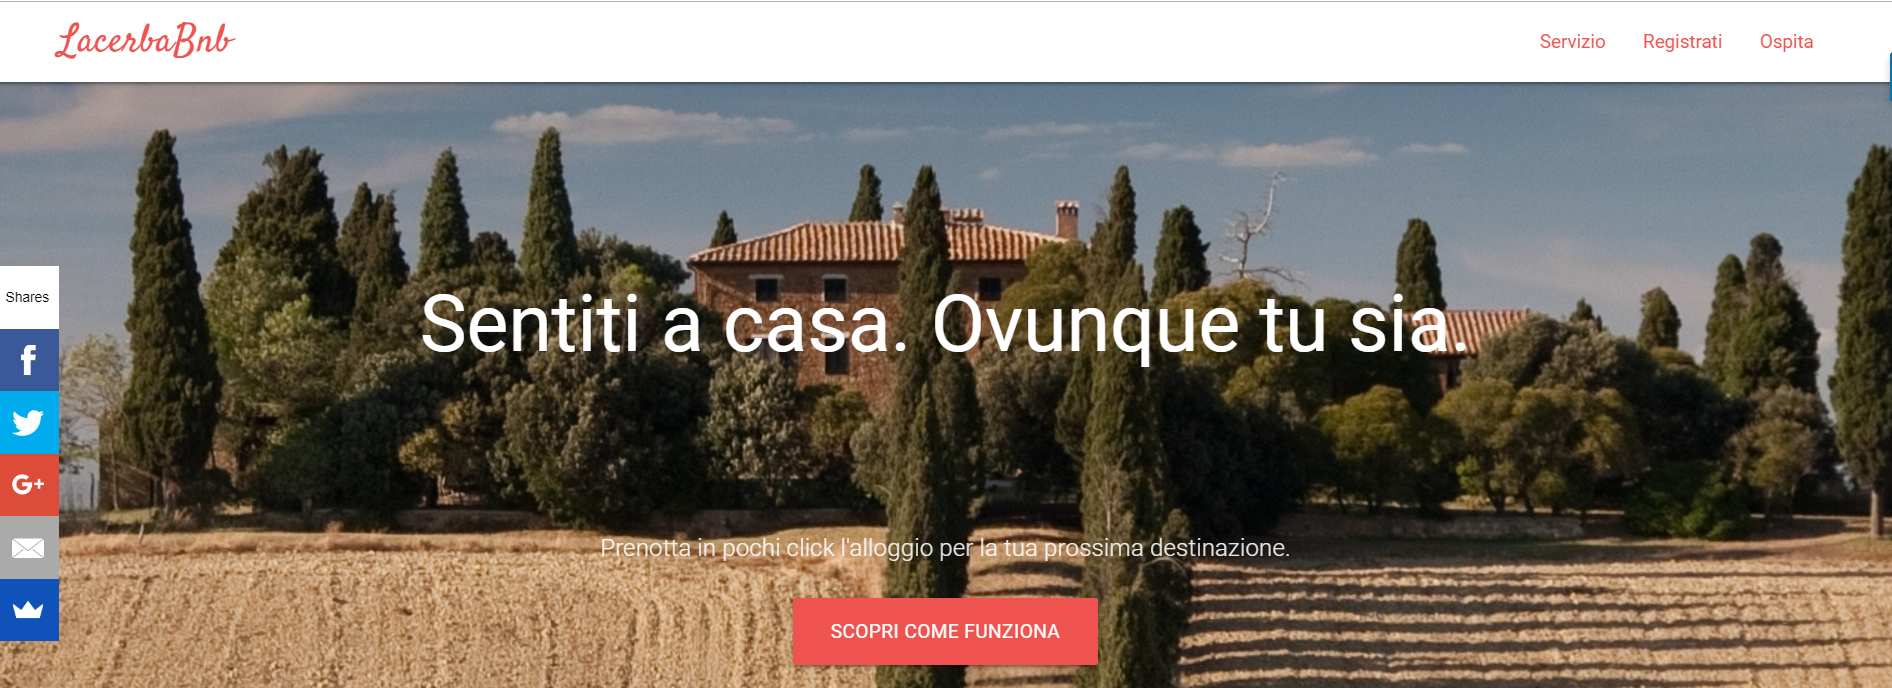 LacerbaBnb
Servizio
Registrati
Ospita
Shares
Sentiti a casa. Ovunque tu sia.
Prenotta in pochi click l'alloggio per la tua prossima destinazione.
SCOPRI COME FUNZIONA